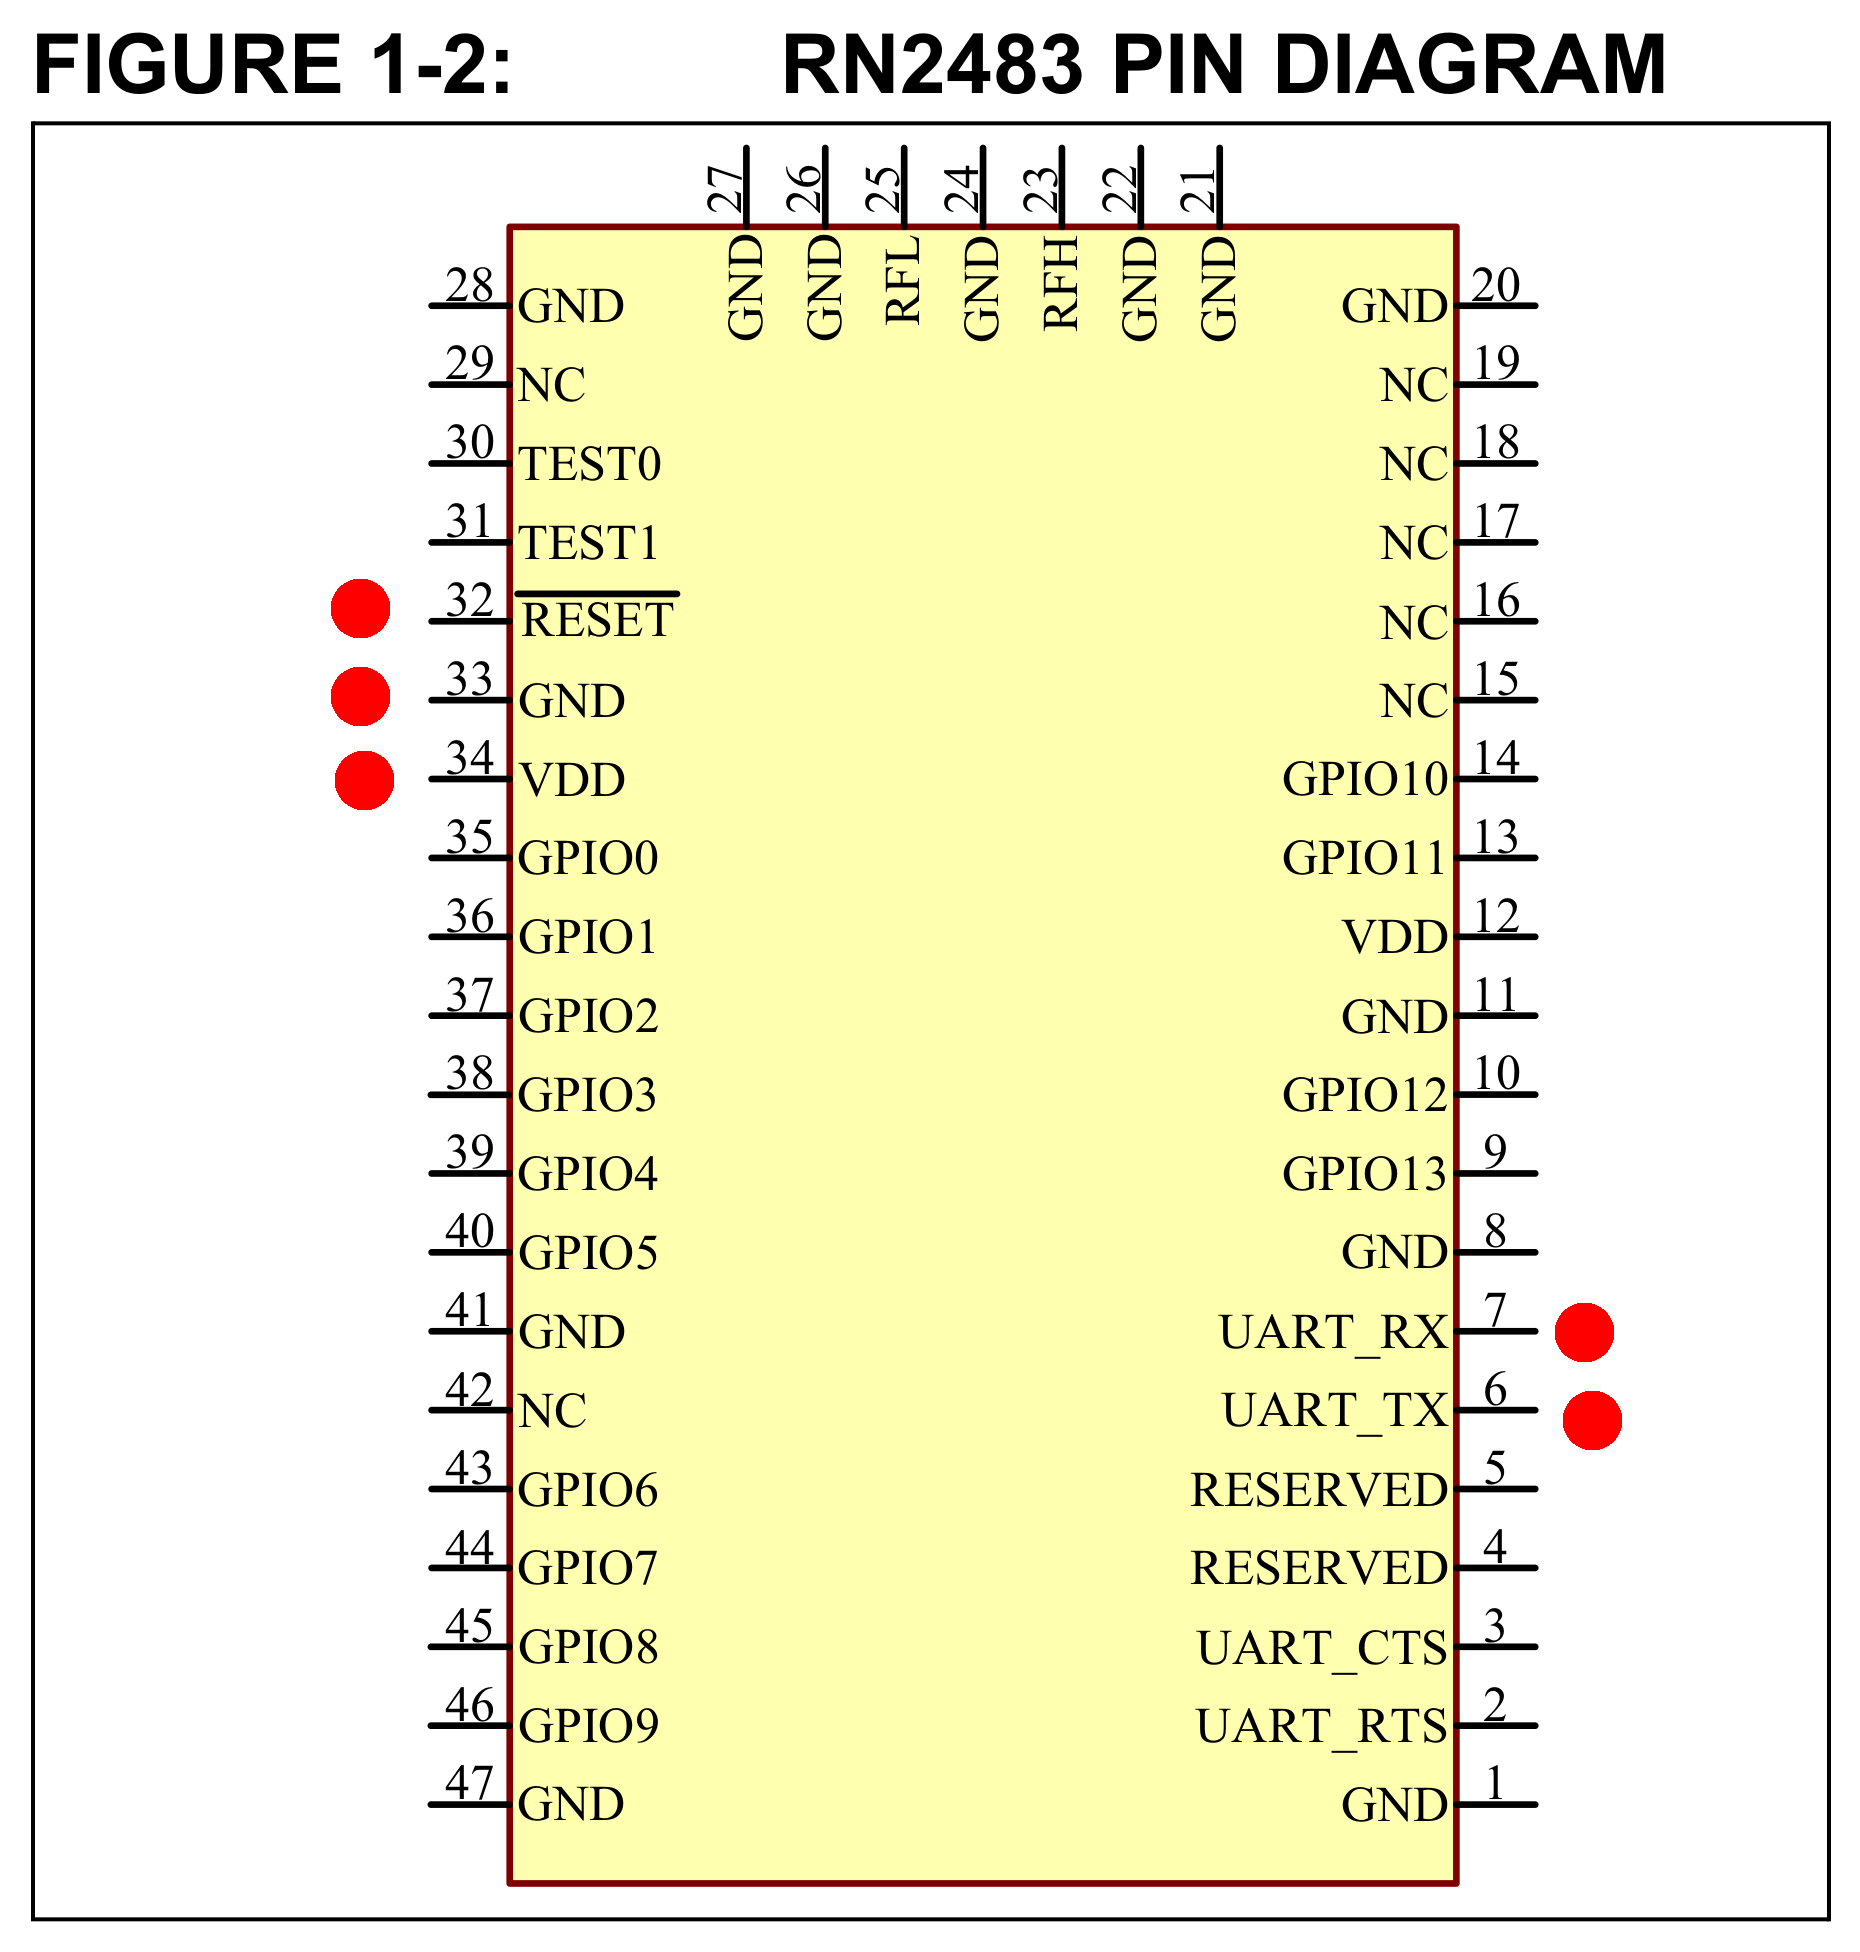 FIGURE 1-2: RN2483 PIN DIAGRAM
27 26 25 24 23 22 21
GND GND RFL GND RFH GND GND
28 GND GND 20
29 NC NC 19
30 TEST0 NC 18
31 TEST1 NC 17
32 RESET NC 16
33 GND NC 15
34 VDD GPIO10 14
35 GPIO0 GPIO11 13
36 GPIO1 VDD 12
37 GPIO2 GND 11
38 GPIO3 GPIO12 10
39 GPIO4 GPIO13 9
40 GPIO5 GND 8
41 GND UART_RX 7
42 NC UART_TX 6
43 GPIO6 RESERVED 5
44 GPIO7 RESERVED 4
45 GPIO8 UART_CTS 3
46 GPIO9 UART_RTS 2
47 GND GND 1